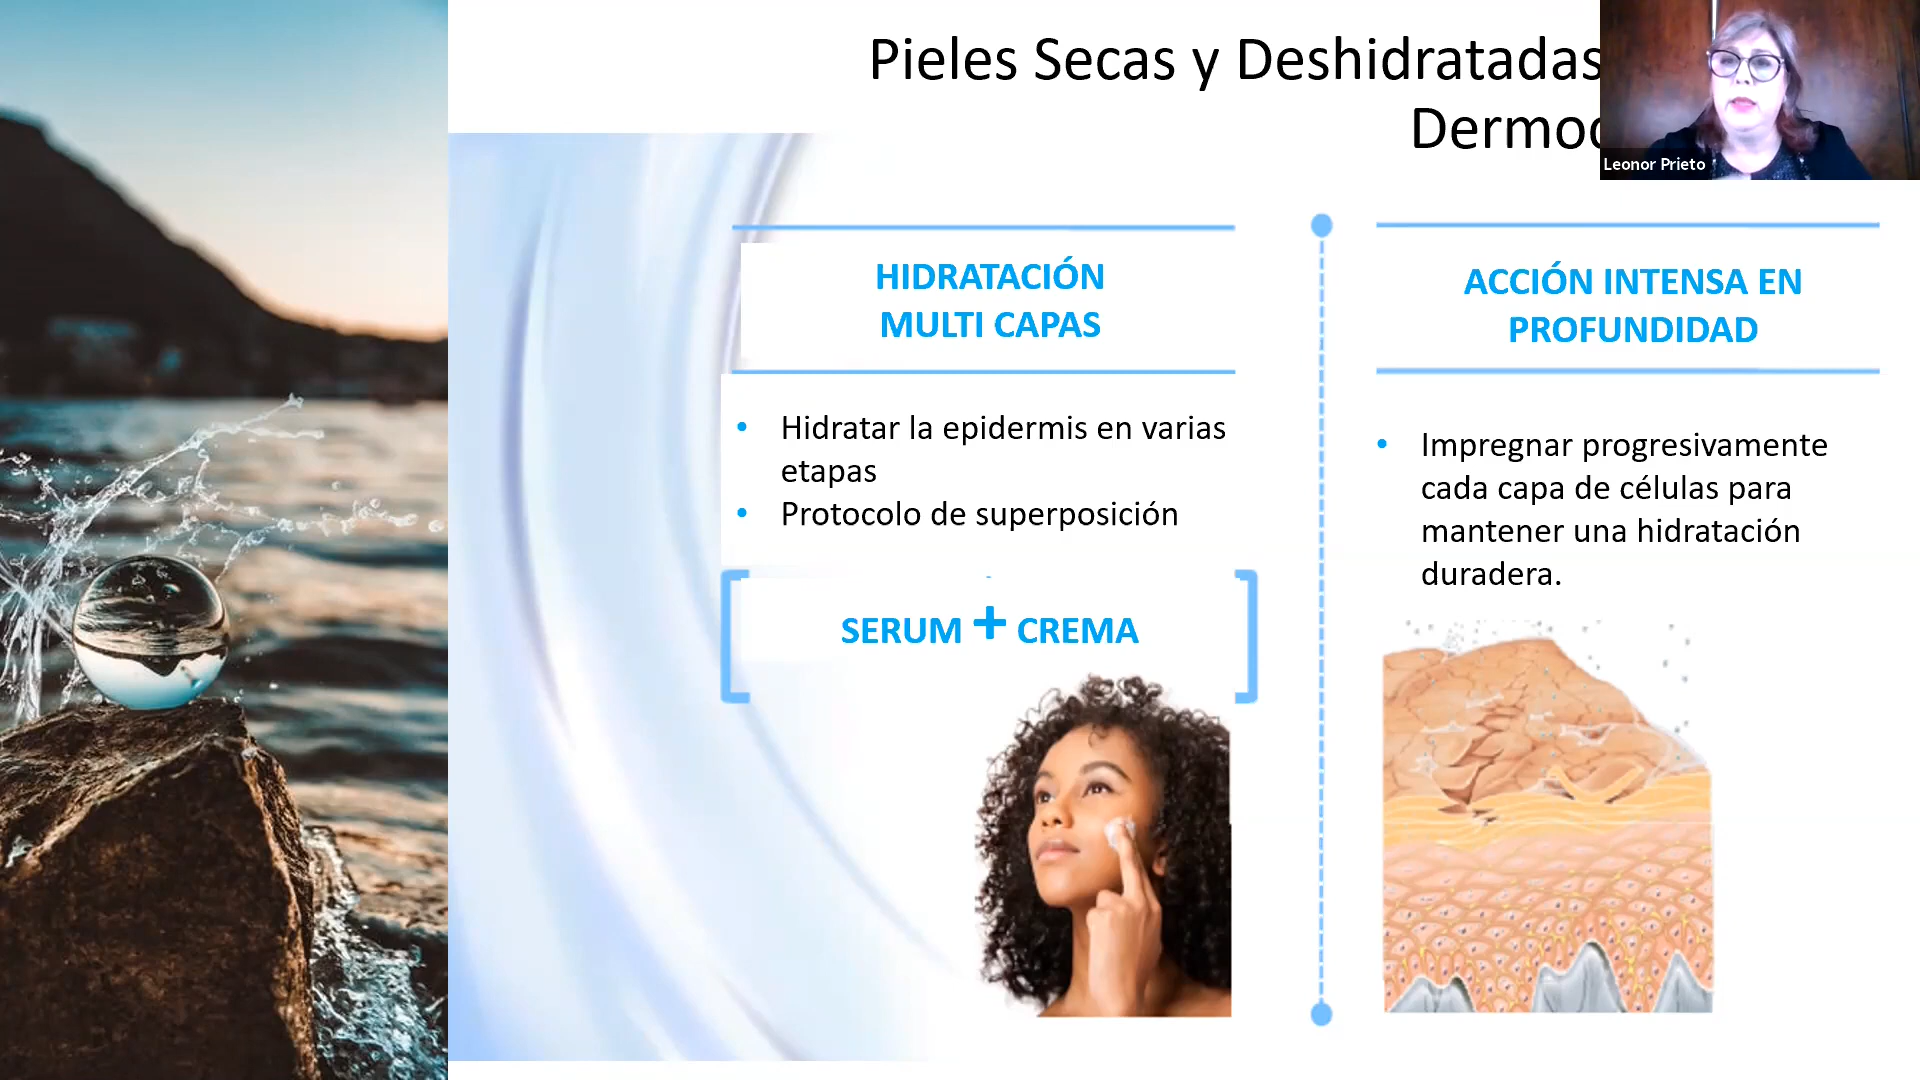 Pieles Secas y Deshidratadas
Leonor Prieto
HIDRATACIÓN
MULTI CAPAS
• Hidratar la epidermis en varias
etapas
• Protocolo de superposición
SERUM + CREMA
ACCIÓN INTENSA EN
PROFUNDIDAD
• Impregnar progresivamente
cada capa de células para
mantener una hidratación
duradera.